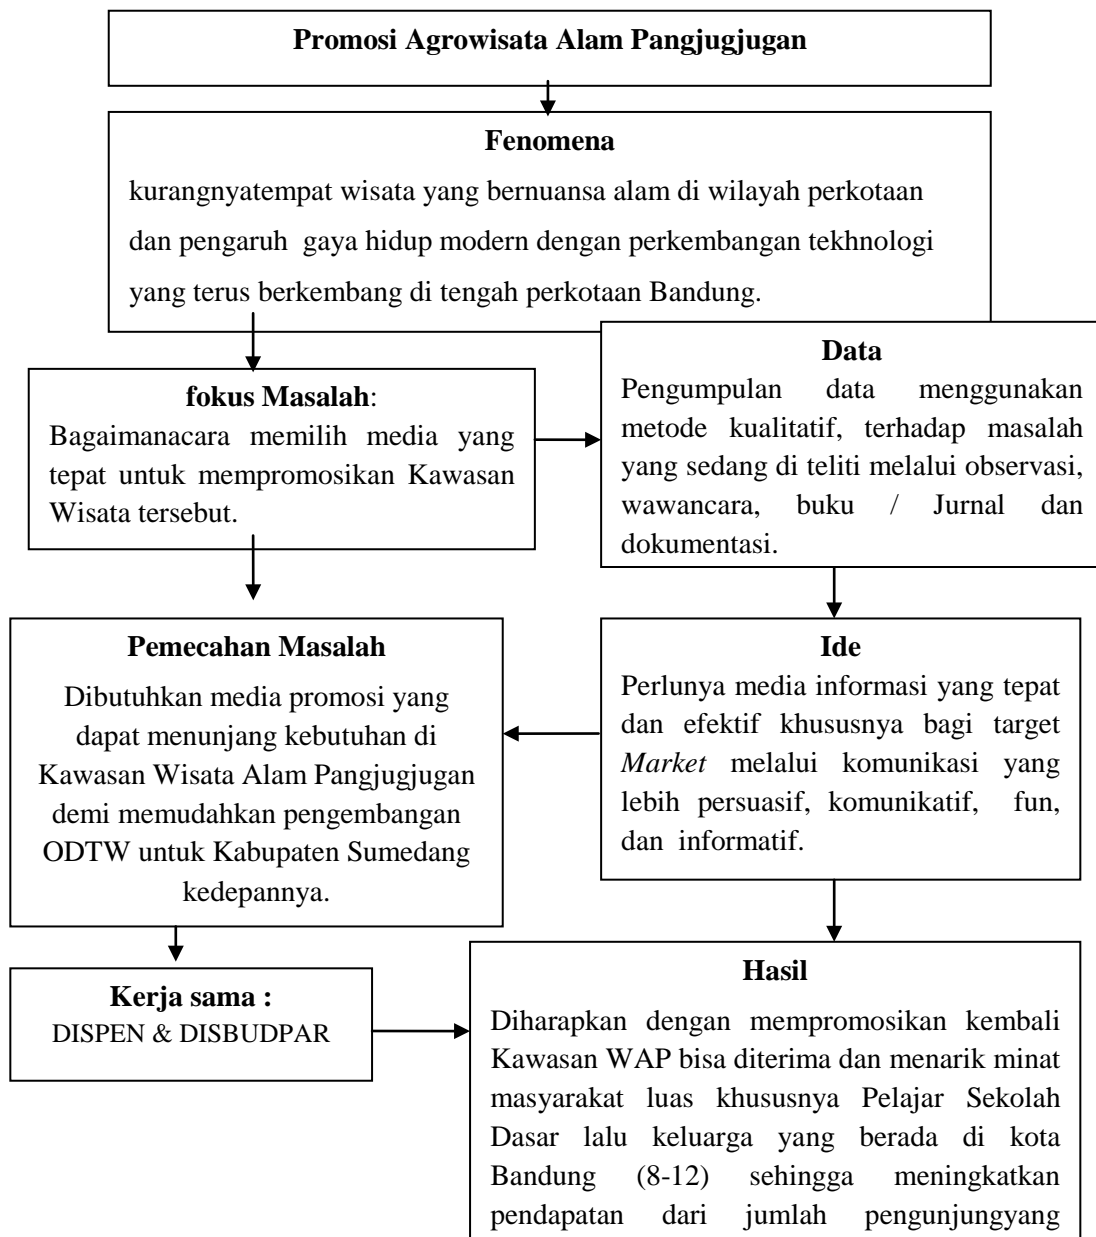 Promosi Agrowisata Alam Pangjugjugan
Fenomena
kurangnyatempat wisata yang bernuansa alam di wilayah perkotaan
dan pengaruh gaya hidup modern dengan perkembangan tekhnologi
yang terus berkembang di tengah perkotaan Bandung.
fokus Masalah:
Bagaimanacara memilih media yang
tepat untuk mempromosikan Kawasan
Wisata tersebut.
Data
Pengumpulan data menggunakan
metode kualitatif, terhadap masalah
yang sedang di teliti melalui observasi,
wawancara, buku / Jurnal dan
dokumentasi.
Pemecahan Masalah
Dibutuhkan media promosi yang
dapat menunjang kebutuhan di
Kawasan Wisata Alam Pangjugjugan
demi memudahkan pengembangan
ODTW untuk Kabupaten Sumedang
kedepannya.
Ide
Perlunya media informasi yang tepat
dan efektif khususnya bagi target
Market melalui komunikasi yang
lebih persuasif, komunikatif, fun,
dan informatif.
Kerja sama :
DISPEN & DISBUDPAR
Hasil
Diharapkan dengan mempromosikan kembali
Kawasan WAP bisa diterima dan menarik minat
masyarakat luas khususnya Pelajar Sekolah
Dasar lalu keluarga yang berada di kota
Bandung (8-12) sehingga meningkatkan
pendapatan dari jumlah pengunjungyang